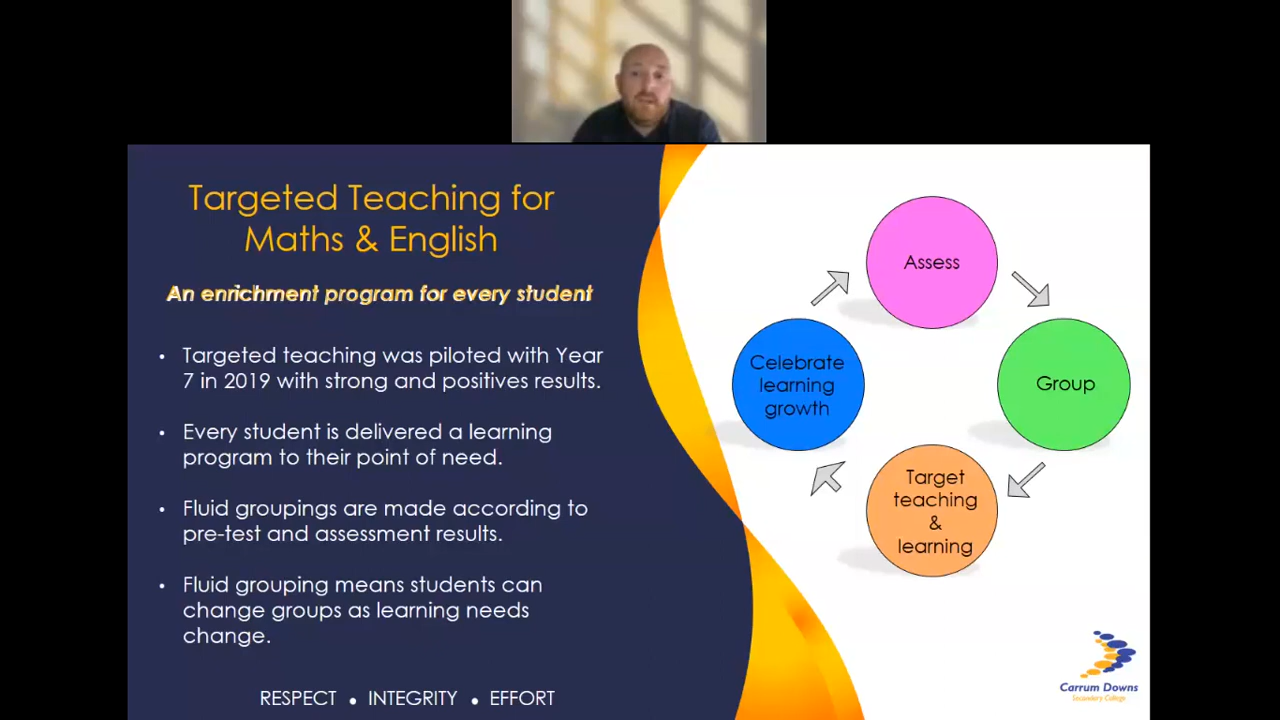 Targeted Teaching for
Maths & English
An enrichment program for every student
• Targeted teaching was piloted with Year
7 in 2019 with strong and positives results.
• Every student is delivered a learning
program to their point of need.
• Fluid groupings are made according to
pre-test and assessment results.
• Fluid grouping means students can
change groups as learning needs
change.
RESPECT • INTEGRITY • EFFORT
Assess
Group
Target
teaching
&
learning
Celebrate
learning
growth
Carrum Downs
Secondary College